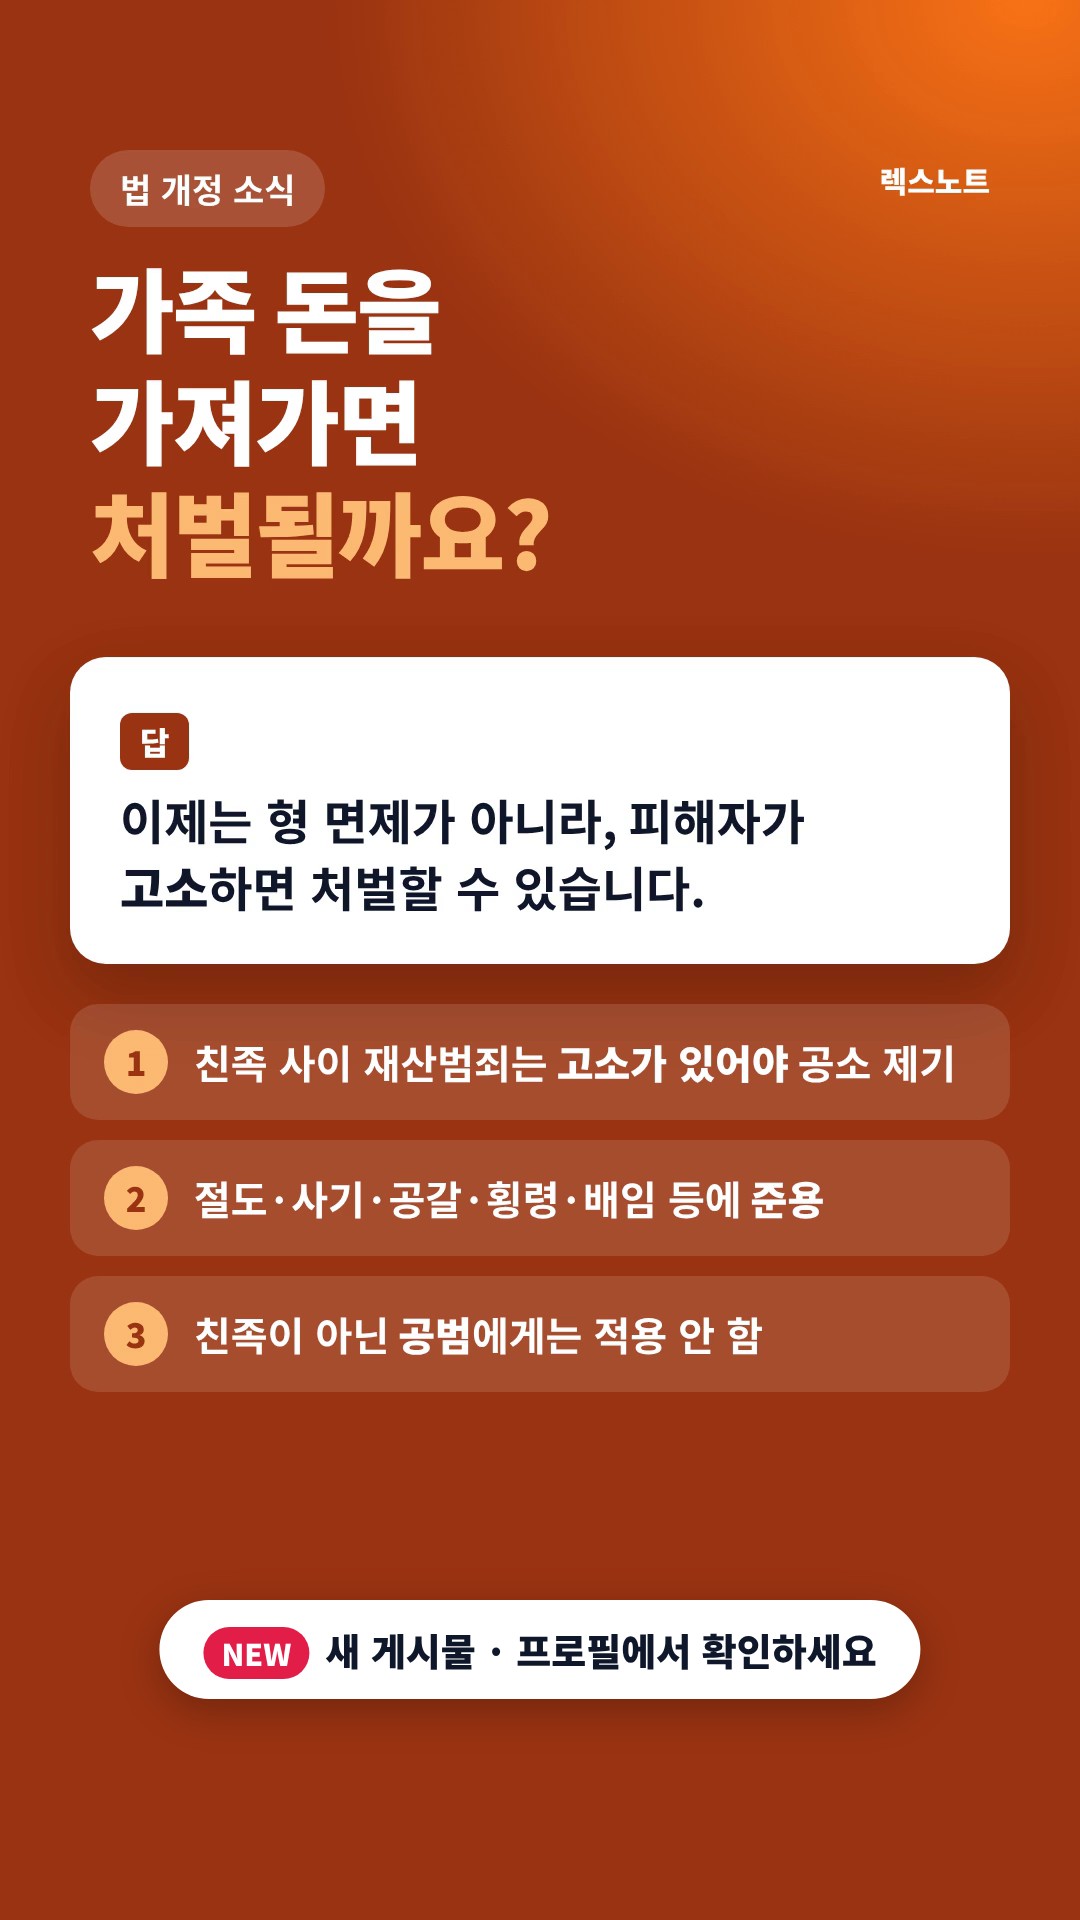 법 개정 소식
렉스노트
가족 돈을
가져가면
처벌될까요?
답
이제는 형 면제가 아니라, 피해자가
고소하면 처벌할 수 있습니다.
1 친족 사이 재산범죄는 고소가 있어야 공소 제기
2 절도·사기·공갈·횡령·배임 등에 준용
3 친족이 아닌 공범에게는 적용 안 함
NEW 새 게시물 · 프로필에서 확인하세요